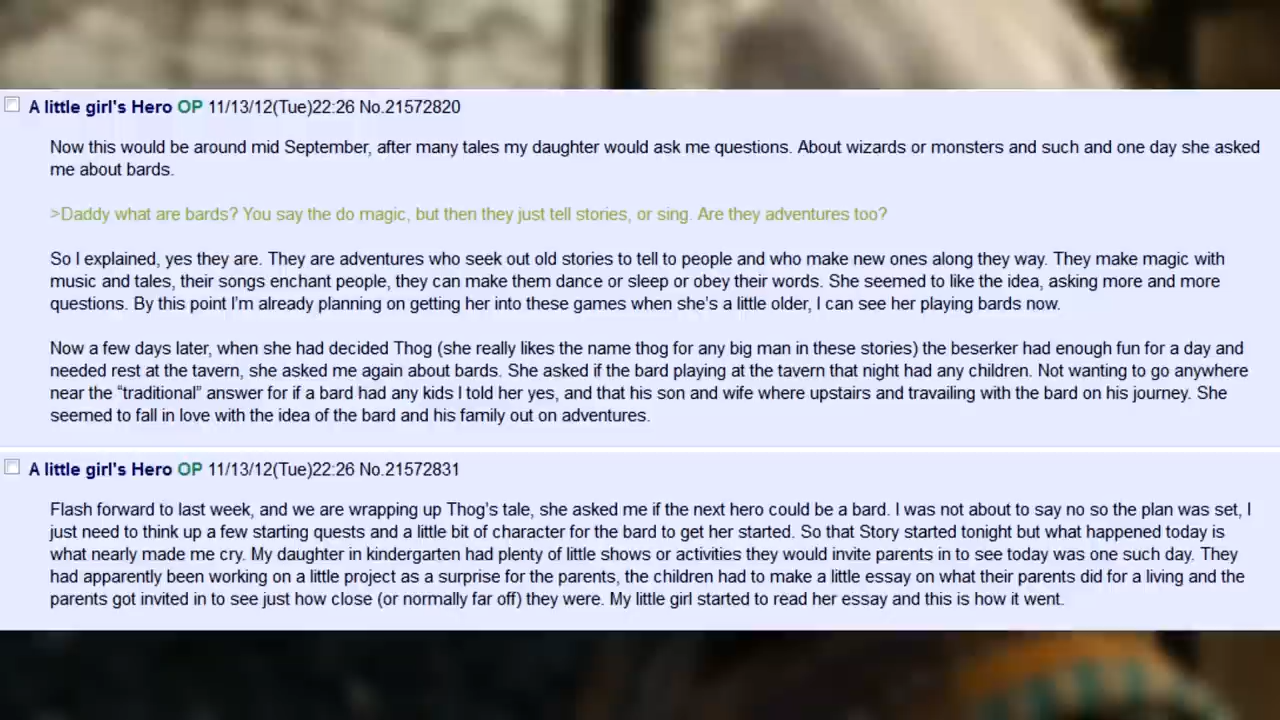 A little girl's Hero OP 11/13/12(Tue)22:26 No.21572820
Now this would be around mid September, after many tales my daughter would ask me questions. About wizards or monsters and such and one day she asked
me about bards.
>Daddy what are bards? You say the do magic, but then they just tell stories, or sing. Are they adventures too?
So I explained, yes they are. They are adventures who seek out old stories to tell to people and who make new ones along they way. They make magic with
music and tales, their songs enchant people, they can make them dance or sleep or obey their words. She seemed to like the idea, asking more and more
questions. By this point I'm already planning on getting her into these games when she's a little older, I can see her playing bards now.
Now a few days later, when she had decided Thog (she really likes the name thog for any big man in these stories) the beserker had enough fun for a day and
needed rest at the tavern, she asked me again about bards. She asked if the bard playing at the tavern that night had any children. Not wanting to go anywhere
near the “traditional” answer for if a bard had any kids I told her yes, and that his son and wife where upstairs and travailing with the bard on his journey. She
seemed to fall in love with the idea of the bard and his family out on adventures.
A little girl's Hero OP 11/13/12(Tue)22:26 No.21572831
Flash forward to last week, and we are wrapping up Thog's tale, she asked me if the next hero could be a bard. I was not about to say no so the plan was set, I
just need to think up a few starting quests and a little bit of character for the bard to get her started. So that Story started tonight but what happened today is
what nearly made me cry. My daughter in kindergarten had plenty of little shows or activities they would invite parents in to see today was one such day. They
had apparently been working on a little project as a surprise for the parents, the children had to make a little essay on what their parents did for a living and the
parents got invited in to see just how close (or normally far off) they were. My little girl started to read her essay and this is how it went.